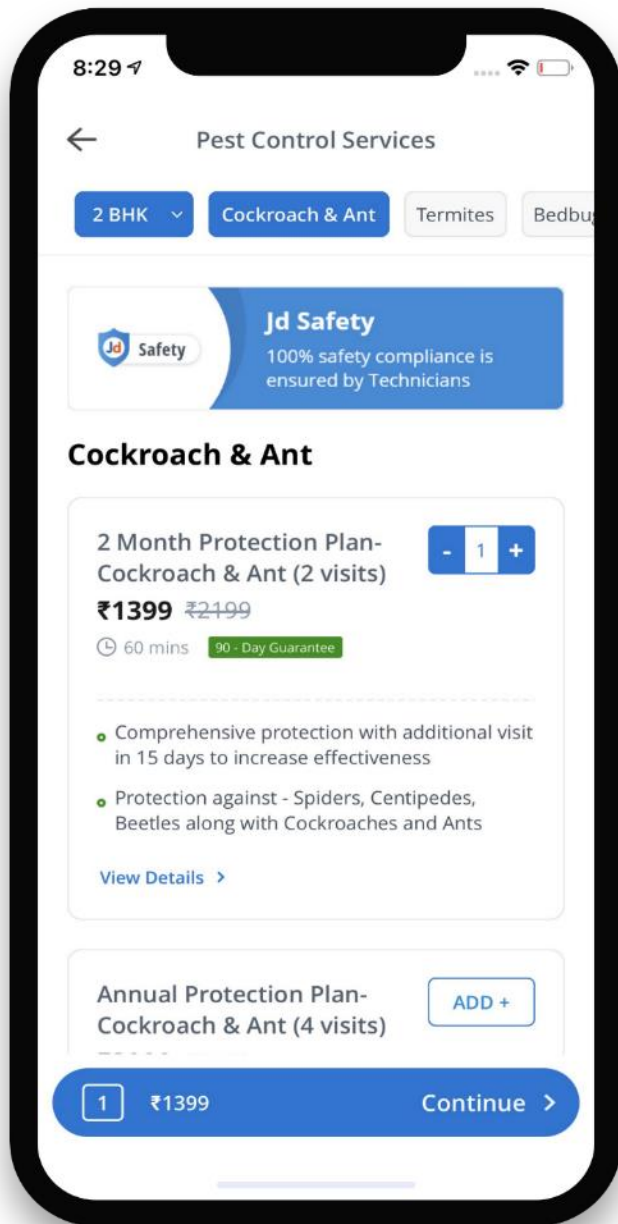 8:29
Pest Control Services
2 BHK
Cockroach & Ant
Termites
Bedbug
Jd Safety
Jd Safety
100% safety compliance is
ensured by Technicians
Cockroach & Ant
2 Month Protection Plan-
Cockroach & Ant (2 visits)
- 1 +
₹1399 ₹2199
60 mins 90 - Day Guarantee
Comprehensive protection with additional visit
in 15 days to increase effectiveness
Protection against - Spiders, Centipedes,
Beetles along with Cockroaches and Ants
View Details >
Annual Protection Plan-
Cockroach & Ant (4 visits)
ADD +
1 ₹1399 Continue >